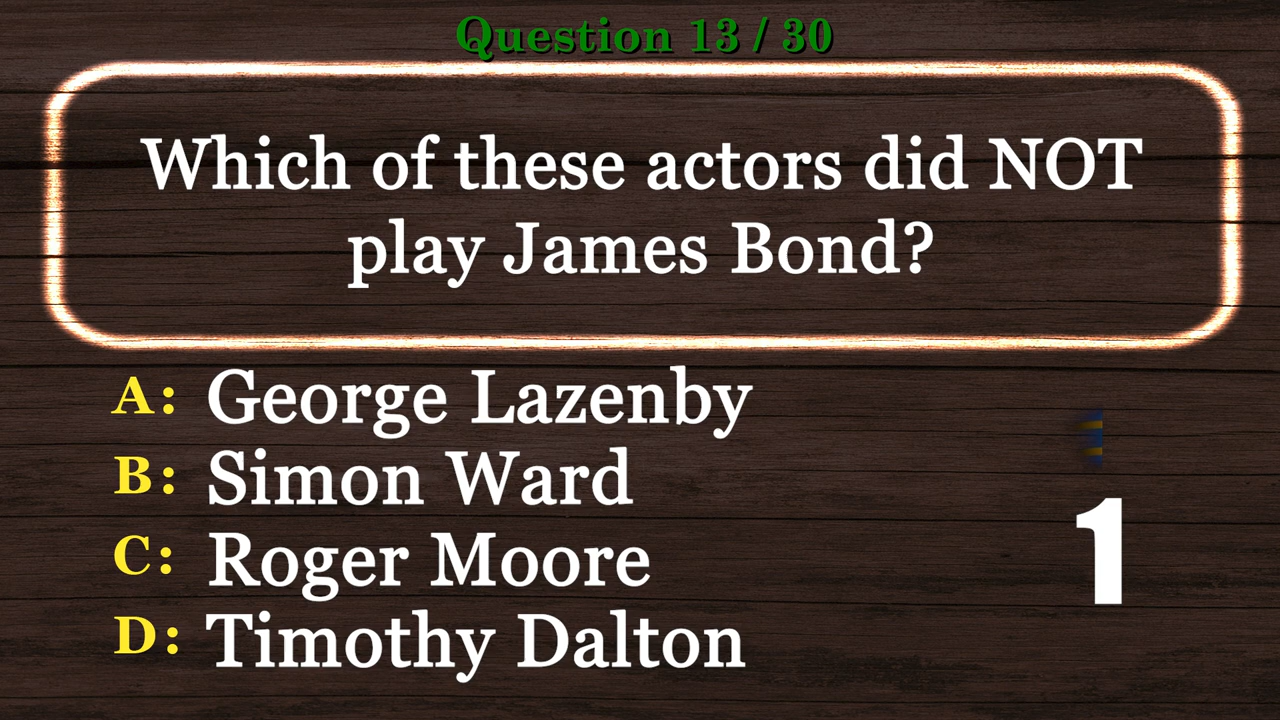 Question 13 / 30
Which of these actors did NOT
play James Bond?
A: George Lazenby
B: Simon Ward
C: Roger Moore
D: Timothy Dalton
1